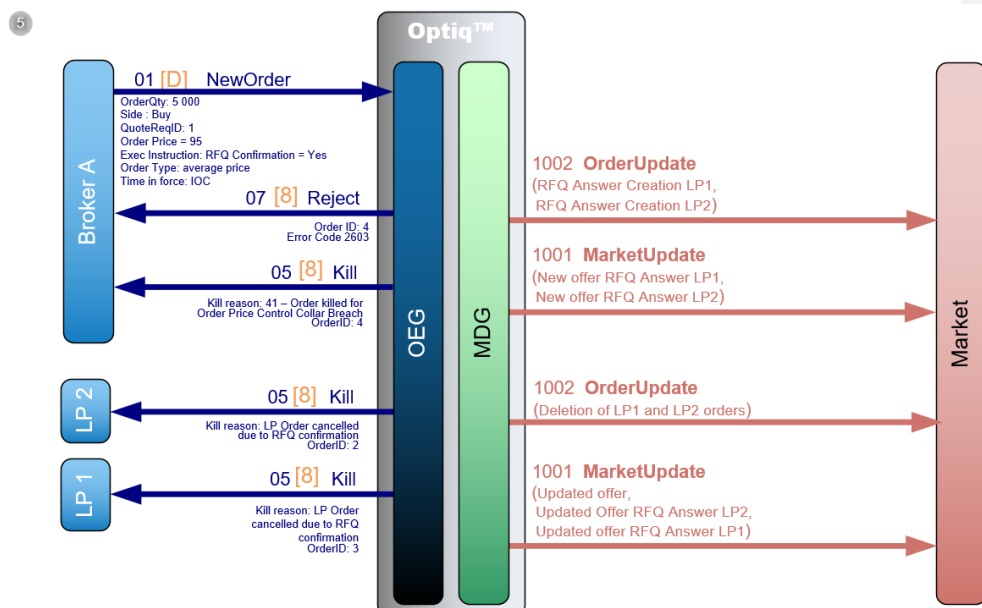 5
Optiq™
01 [D] NewOrder
OrderQty: 5 000
Side : Buy
QuoteReqID: 1
Order Price = 95
Exec Instruction: RFQ Confirmation = Yes
Order Type: average price
Time in force: IOC
Broker A
07 [8] Reject
Order ID: 4
Error Code 2603
05 [8] Kill
Kill reason: 41 – Order killed for
Order Price Control Collar Breach
OrderID: 4
LP 2
05 [8] Kill
Kill reason: LP Order cancelled
due to RFQ confirmation
OrderID: 2
LP 1
05 [8] Kill
Kill reason: LP Order
cancelled due to RFQ
confirmation
OrderID: 3
OEG
MDG
1002 OrderUpdate
(RFQ Answer Creation LP1,
RFQ Answer Creation LP2)
1001 MarketUpdate
(New offer RFQ Answer LP1,
New offer RFQ Answer LP2)
1002 OrderUpdate
(Deletion of LP1 and LP2 orders)
1001 MarketUpdate
(Updated offer,
Updated Offer RFQ Answer LP2,
Updated offer RFQ Answer LP1)
Market